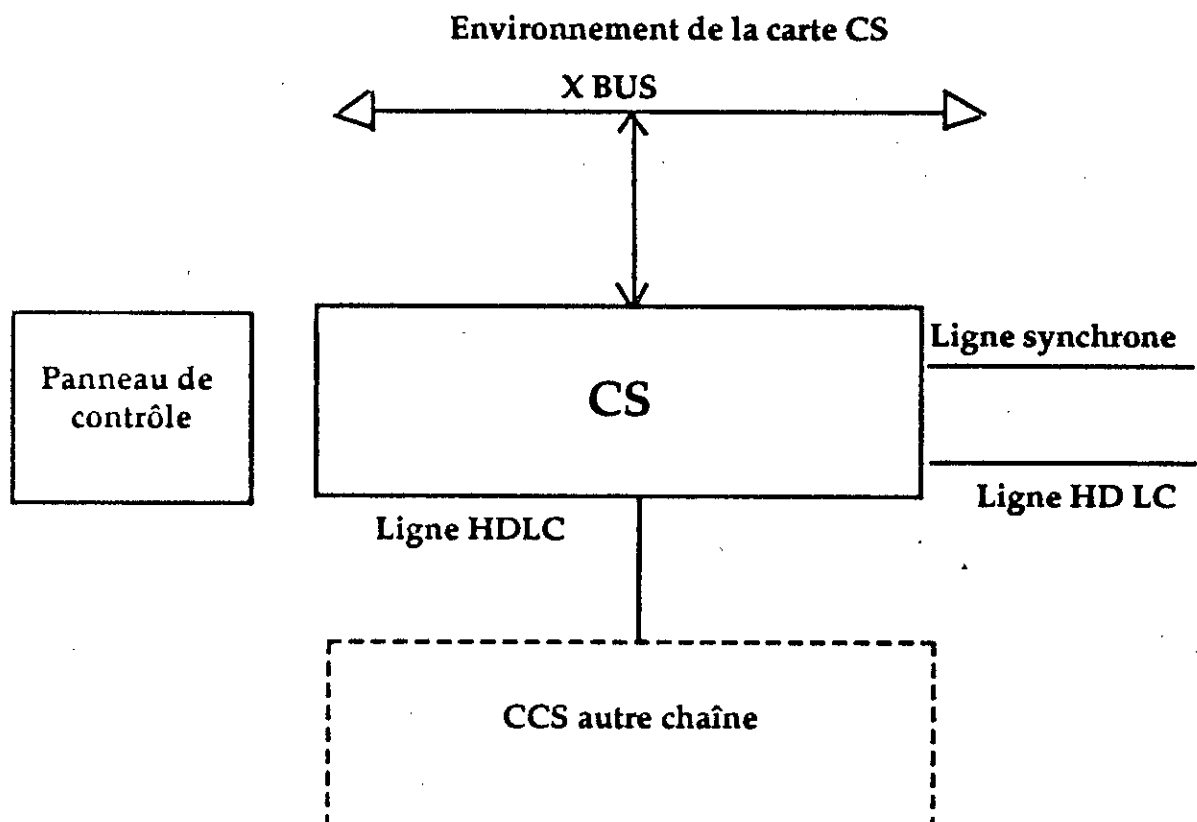 Environnement de la carte CS
X BUS
Panneau de
contrôle
CS
Ligne synchrone
Ligne HD LC
Ligne HDLC
CCS autre chaîne